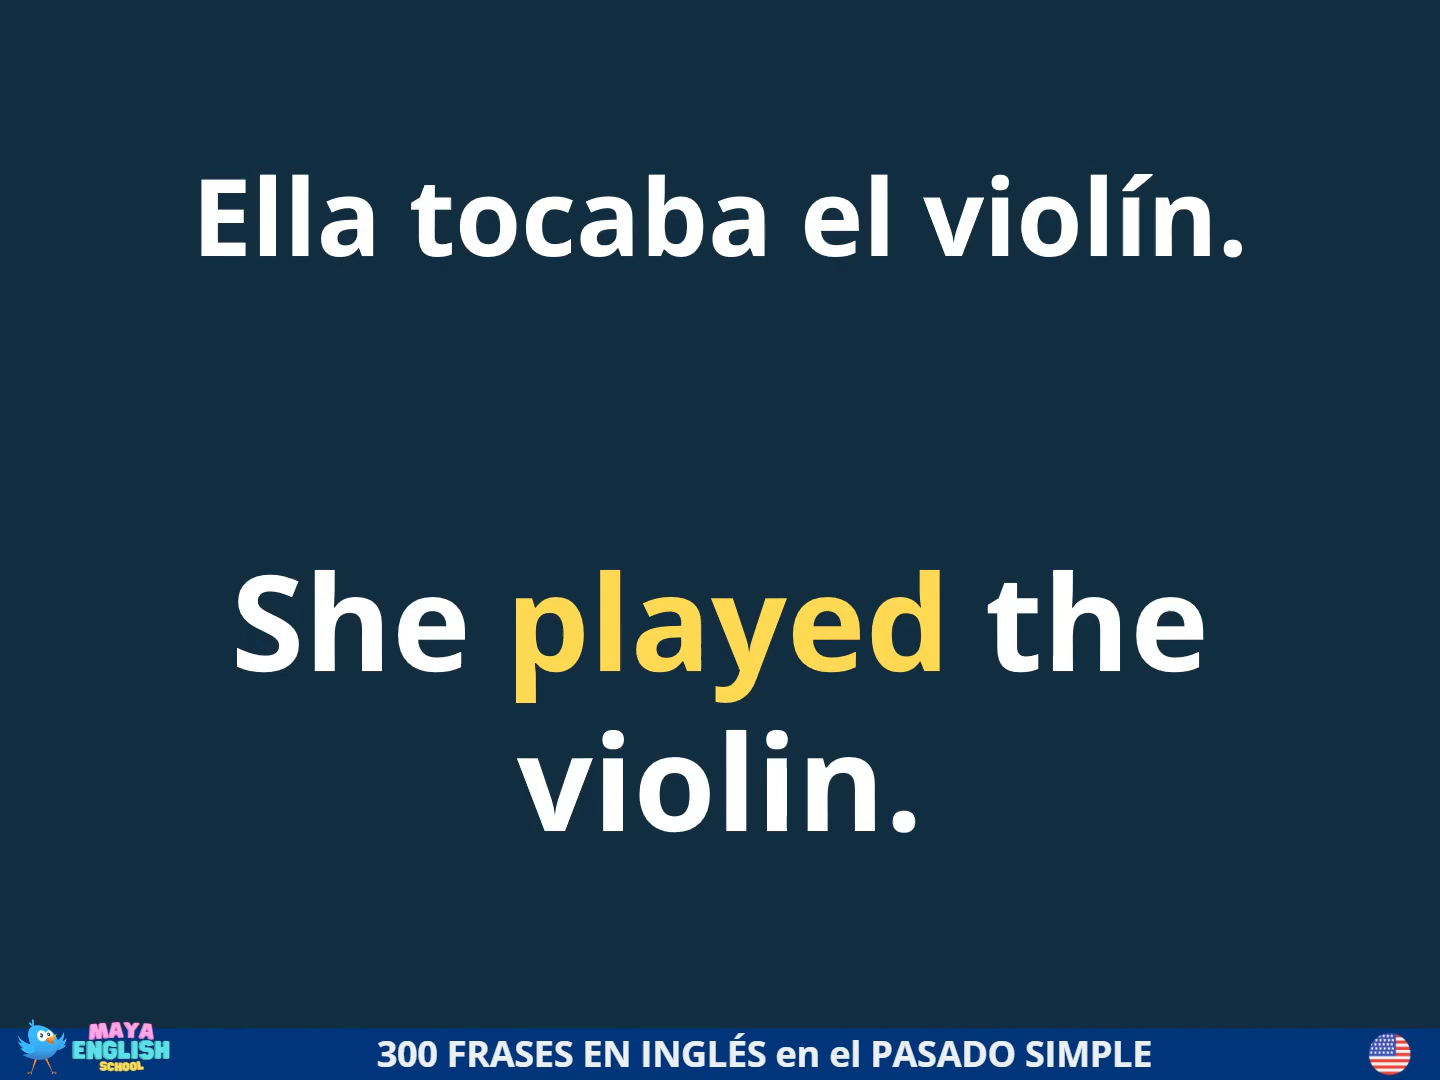 Ella tocaba el violín.
She played the
violin.
MAYA
ENGLISH
SCHOOL
300 FRASES EN INGLÉS en el PASADO SIMPLE